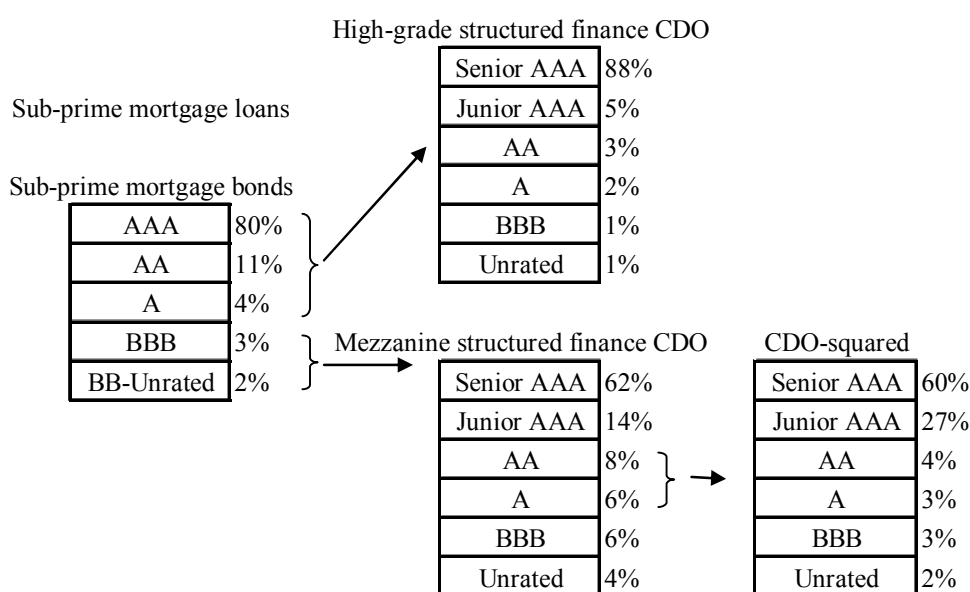 High-grade structured finance CDO
Senior AAA 88%
Junior AAA 5%
AA 3%
A 2%
BBB 1%
Unrated 1%
Sub-prime mortgage loans
Sub-prime mortgage bonds
AAA 80%
AA 11%
A 4%
BBB 3%
BB-Unrated 2%
Mezzanine structured finance CDO
Senior AAA 62%
Junior AAA 14%
AA 8%
A 6%
BBB 6%
Unrated 4%
CDO-squared
Senior AAA 60%
Junior AAA 27%
AA 4%
A 3%
BBB 3%
Unrated 2%